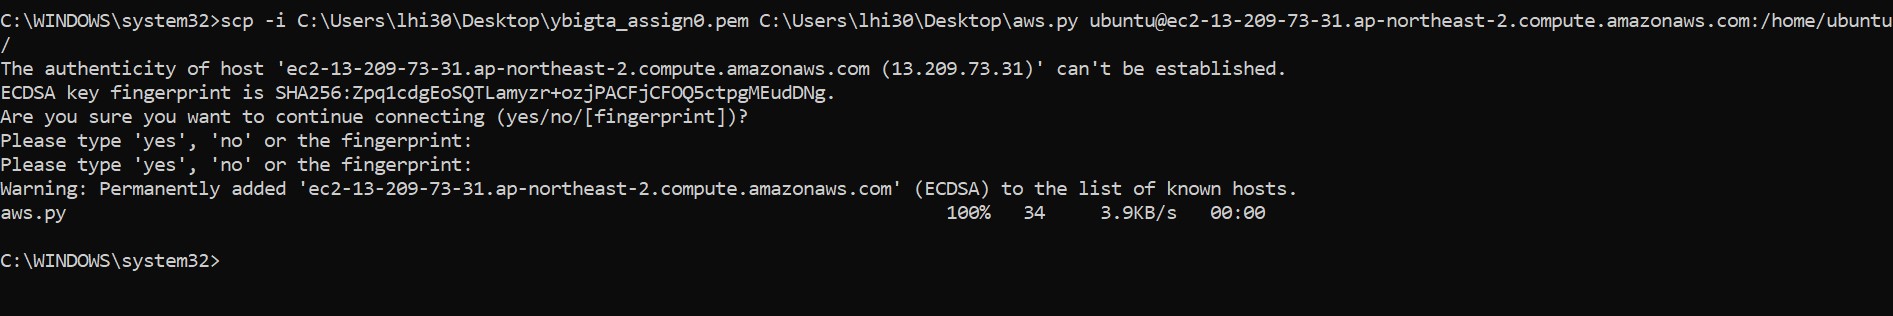 C:\WINDOWS\system32>scp -i C:\Users\lhi30\Desktop\ybigta_assign0.pem C:\Users\lhi30\Desktop\aws.py ubuntu@ec2-13-209-73-31.ap-northeast-2.compute.amazonaws.com:/home/ubuntu
/
The authenticity of host 'ec2-13-209-73-31.ap-northeast-2.compute.amazonaws.com (13.209.73.31)' can't be established.
ECDSA key fingerprint is SHA256:Zpq1cdgEoSQTLamyzr+ozjPACFjCFOQ5ctpgMEudDNg.
Are you sure you want to continue connecting (yes/no/[fingerprint])?
Please type 'yes', 'no' or the fingerprint:
Please type 'yes', 'no' or the fingerprint:
Warning: Permanently added 'ec2-13-209-73-31.ap-northeast-2.compute.amazonaws.com' (ECDSA) to the list of known hosts.
aws.py 100% 34 3.9KB/s 00:00
C:\WINDOWS\system32>